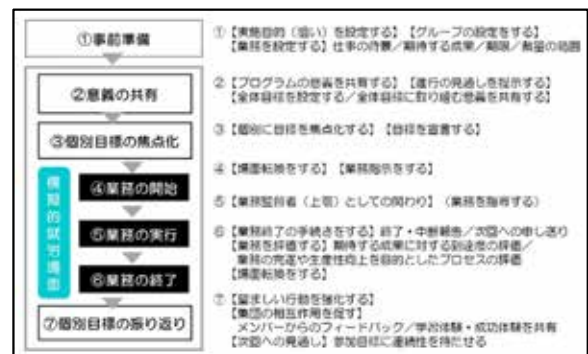 ①事前準備
①【実施目的（狙い）を設定する】【グループの設定をする】
【業務を設定する】仕事の背景／期待する成果／期限／裁量の範囲
②意義の共有
②【プログラムの意義を共有する】【進行の見通しを提示する】
【全体目標を設定する／全体目標に取り組む意義を共有する】
③個別目標の焦点化
③【個別に目標を焦点化する】【目標を宣言する】
模擬的就労場面
④業務の開始
④【場面転換をする】【業務指示をする】
⑤業務の実行
⑤【業務監督者（上司）としての関わり】（業務を指導する）
⑥業務の終了
⑥【業務終了の手続きをする】終了・中断報告／次回への申し送り
【業務を評価する】期待する成果に対する到達度の評価／
業務の完遂や生産性向上を目的としたプロセスの評価
【場面転換をする】
⑦個別目標の振り返り
⑦【望ましい行動を強化する】
【集団の相互作用を促す】
メンバーからのフィードバック／学習体験・成功体験を共有
【次回への見通し】参加目標に連続性を持たせる